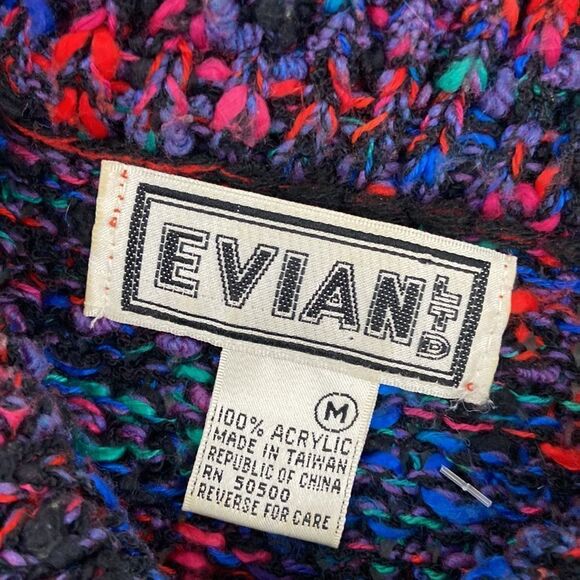 EVIAN LTD
M
100% ACRYLIC
MADE IN TAIWAN
REPUBLIC OF CHINA
RN 50500
REVERSE FOR CARE